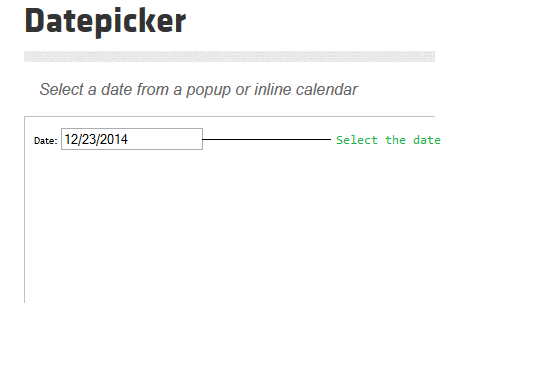 Datepicker
Select a date from a popup or inline calendar
Date: 12/23/2014 Select the date